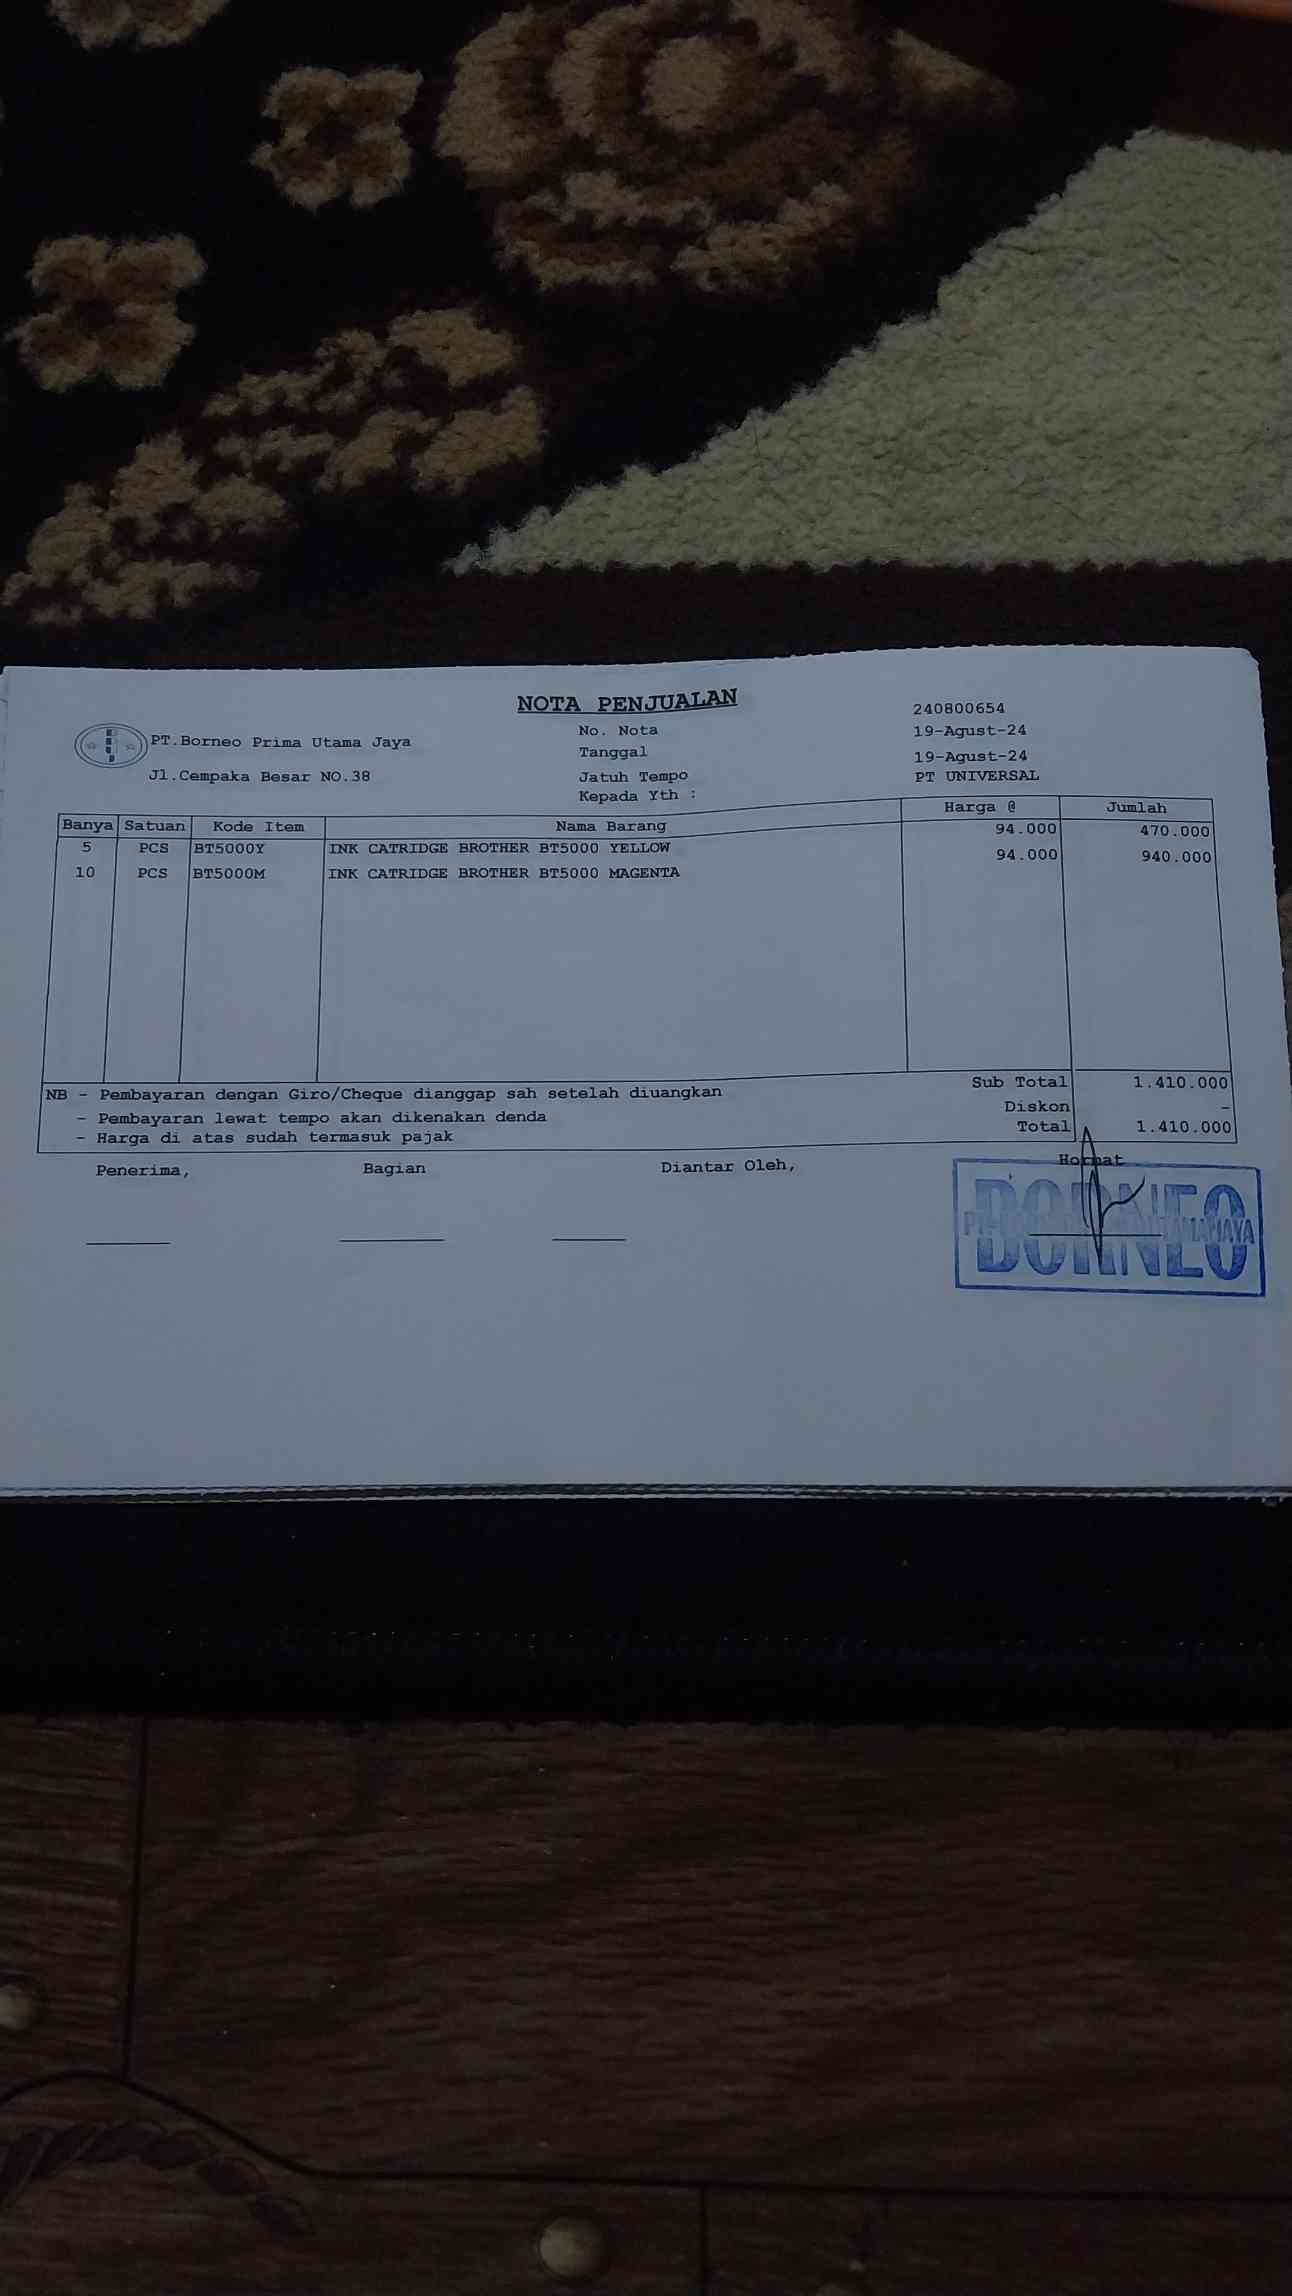 NOTA PENJUALAN
PT.Borneo Prima Utama Jaya
Jl.Cempaka Besar NO.38
No. Nota 240800654
Tanggal 19-Agust-24
Jatuh Tempo 19-Agust-24
Kepada Yth : PT UNIVERSAL
Banya Satuan Kode Item Nama Barang Harga @ Jumlah
5 PCS BT5000Y INK CATRIDGE BROTHER BT5000 YELLOW 94.000 470.000
10 PCS BT5000M INK CATRIDGE BROTHER BT5000 MAGENTA 94.000 940.000
NB - Pembayaran dengan Giro/Cheque dianggap sah setelah diuangkan Sub Total 1.410.000
- Pembayaran lewat tempo akan dikenakan denda Diskon -
- Harga di atas sudah termasuk pajak Total 1.410.000
Penerima, Bagian Diantar Oleh, Hormat
BORNEO